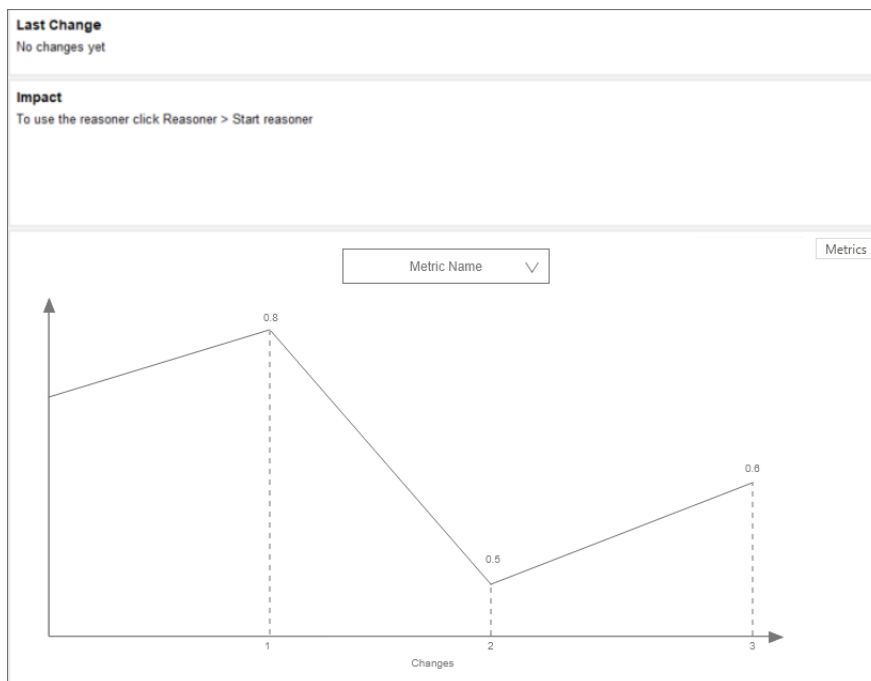 Last Change
No changes yet
Impact
To use the reasoner click Reasoner > Start reasoner
Metrics
Metric Name
0.8
0.6
0.5
1
2
3
Changes